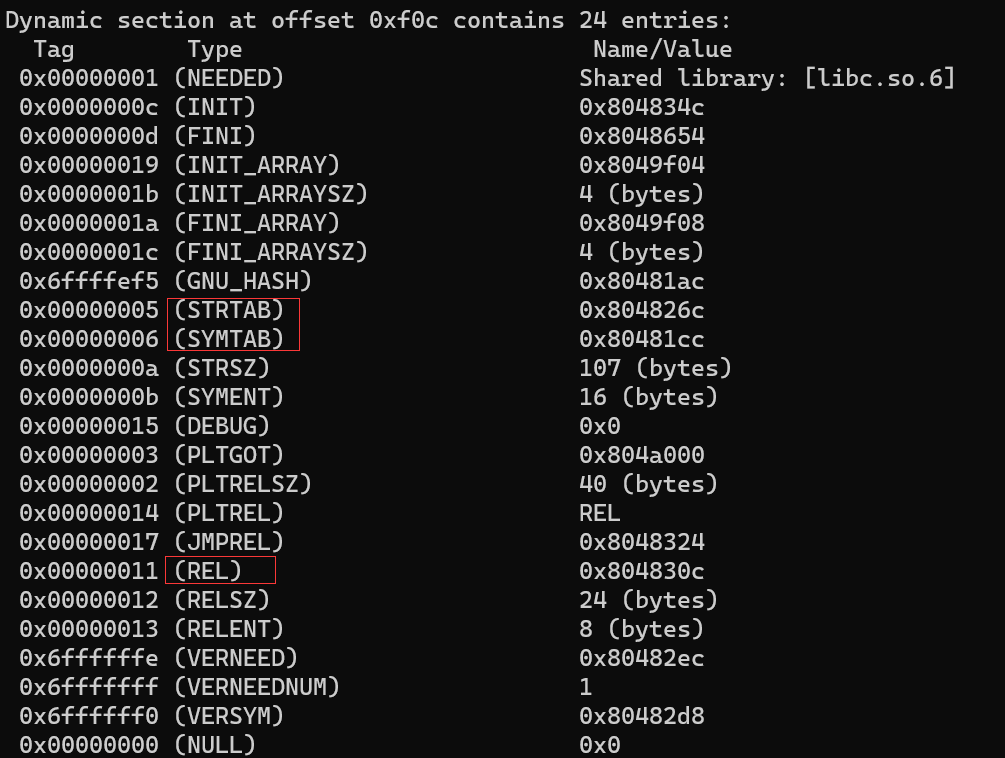 Dynamic section at offset 0xf0c contains 24 entries:
  Tag        Type                         Name/Value
 0x00000001 (NEEDED)                     Shared library: [libc.so.6]
 0x0000000c (INIT)                       0x804834c
 0x0000000d (FINI)                       0x8048654
 0x00000019 (INIT_ARRAY)                 0x8049f04
 0x0000001b (INIT_ARRAYSZ)               4 (bytes)
 0x0000001a (FINI_ARRAY)                 0x8049f08
 0x0000001c (FINI_ARRAYSZ)               4 (bytes)
 0x6ffffef5 (GNU_HASH)                   0x80481ac
 0x00000005 (STRTAB)                     0x804826c
 0x00000006 (SYMTAB)                     0x80481cc
 0x0000000a (STRSZ)                      107 (bytes)
 0x0000000b (SYMENT)                     16 (bytes)
 0x00000015 (DEBUG)                      0x0
 0x00000003 (PLTGOT)                     0x804a000
 0x00000002 (PLTRELSZ)                   40 (bytes)
 0x00000014 (PLTREL)                     REL
 0x00000017 (JMPREL)                     0x8048324
 0x00000011 (REL)                        0x804830c
 0x00000012 (RELSZ)                      24 (bytes)
 0x00000013 (RELENT)                     8 (bytes)
 0x6ffffffe (VERNEED)                    0x80482ec
 0x6fffffff (VERNEEDNUM)                 1
 0x6ffffff0 (VERSYM)                     0x80482d8
 0x00000000 (NULL)                       0x0